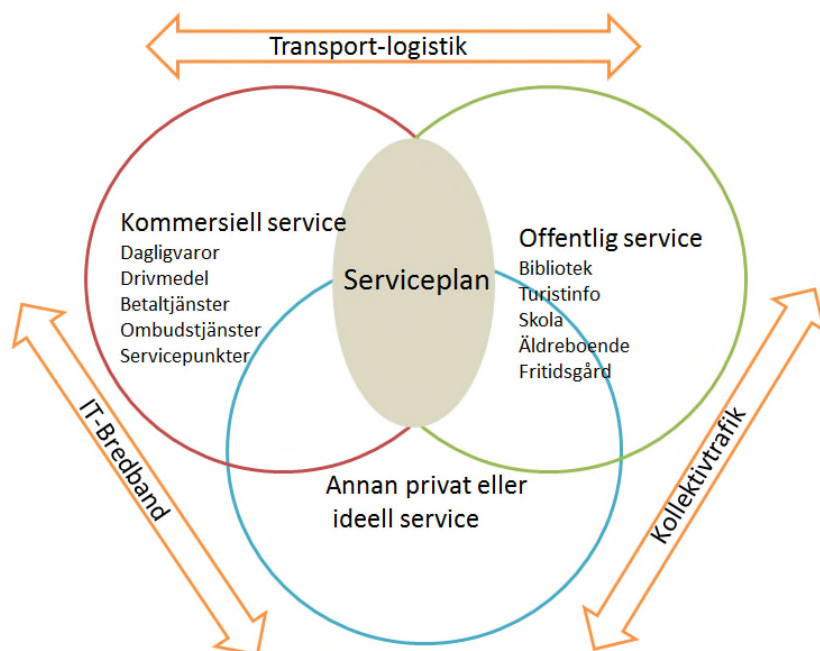 Transport-logistik
Kommersiell service
Dagligvaror
Drivmedel
Betaltjänster
Ombudstjänster
Servicepunkter
Serviceplan
Offentlig service
Bibliotek
Turistinfo
Skola
Äldreboende
Fritidsgård
IT-Bredband
Annan privat eller
ideell service
Kollektivtrafik